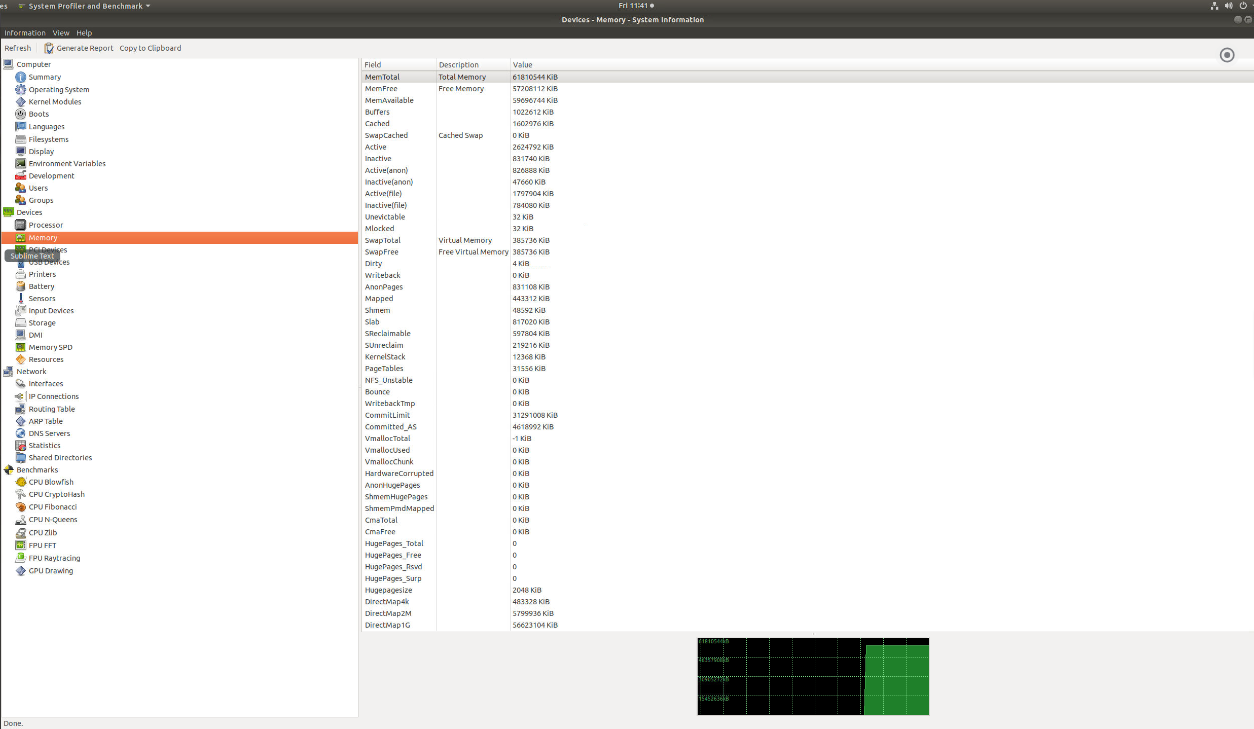 es System Profiler and Benchmark Fri 11:41
Devices - Memory - System Information
Information View Help
Refresh Generate Report Copy to Clipboard
Computer
Summary
Operating System
Kernel Modules
Boots
Languages
Filesystems
Display
Environment Variables
Development
Users
Groups
Devices
Processor
Memory
PCI Devices
Sublime Text
USB Devices
Printers
Battery
Sensors
Input Devices
Storage
DMI
Memory SPD
Resources
Network
Interfaces
IP Connections
Routing Table
ARP Table
DNS Servers
Statistics
Shared Directories
Benchmarks
CPU Blowfish
CPU CryptoHash
CPU Fibonacci
CPU N-Queens
CPU Zlib
FPU FFT
FPU Raytracing
GPU Drawing
Field Description Value
MemTotal Total Memory 61810544 KiB
MemFree Free Memory 57208112 KiB
MemAvailable 59696744 KiB
Buffers 1022612 KiB
Cached 1602976 KiB
SwapCached Cached Swap 0 KiB
Active 2624792 KiB
Inactive 831740 KiB
Active(anon) 826888 KiB
Inactive(anon) 47660 KiB
Active(file) 1797904 KiB
Inactive(file) 784080 KiB
Unevictable 32 KiB
Mlocked 32 KiB
SwapTotal Virtual Memory 385736 KiB
SwapFree Free Virtual Memory 385736 KiB
Dirty 4 KiB
Writeback 0 KiB
AnonPages 831108 KiB
Mapped 443312 KiB
Shmem 48592 KiB
Slab 817020 KiB
SReclaimable 597804 KiB
SUnreclaim 219216 KiB
KernelStack 12368 KiB
PageTables 31556 KiB
NFS_Unstable 0 KiB
Bounce 0 KiB
WritebackTmp 0 KiB
CommitLimit 31291008 KiB
Committed_AS 4618992 KiB
VmallocTotal -1 KiB
VmallocUsed 0 KiB
VmallocChunk 0 KiB
HardwareCorrupted 0 KiB
AnonHugePages 0 KiB
ShmemHugePages 0 KiB
ShmemPmdMapped 0 KiB
CmaTotal 0 KiB
CmaFree 0 KiB
HugePages_Total 0
HugePages_Free 0
HugePages_Rsvd 0
HugePages_Surp 0
Hugepagesize 2048 KiB
DirectMap4k 483328 KiB
DirectMap2M 5799936 KiB
DirectMap1G 56623104 KiB
61810544kB
Done.